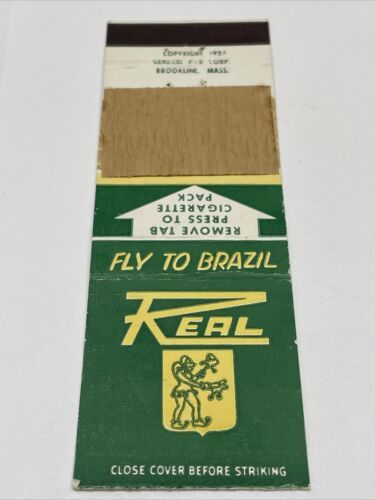 COPYRIGHT 1957
GENERAL P-R CORP.
BROOKLINE, MASS.
REMOVE TAB
PRESS TO
CIGARETTE
PACK
FLY TO BRAZIL
REAL
CLOSE COVER BEFORE STRIKING